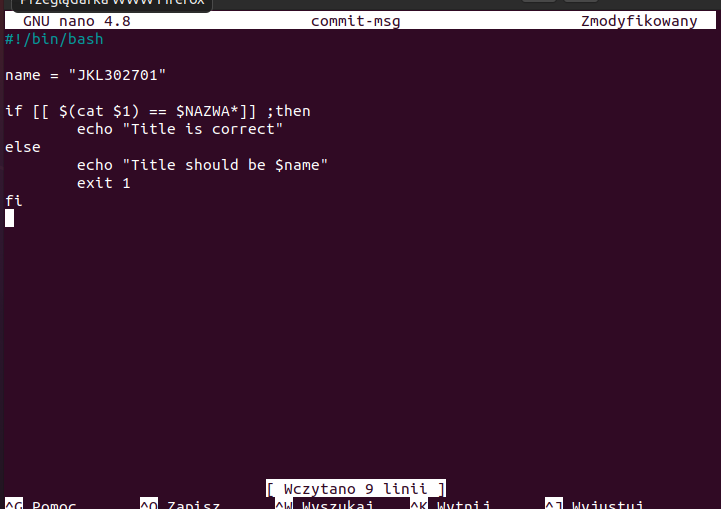 Przeglądarka WWW Firefox
GNU nano 4.8 commit-msg Zmodyfikowany
#!/bin/bash
name = "JKL302701"
if [[ $(cat $1) == $NAZWA*]] ;then
echo "Title is correct"
else
echo "Title should be $name"
exit 1
fi
[ Wczytano 9 linii ]
^G Pomoc ^O Zapisz ^W Wyszukaj ^K Wytnij ^J Wyjustuj